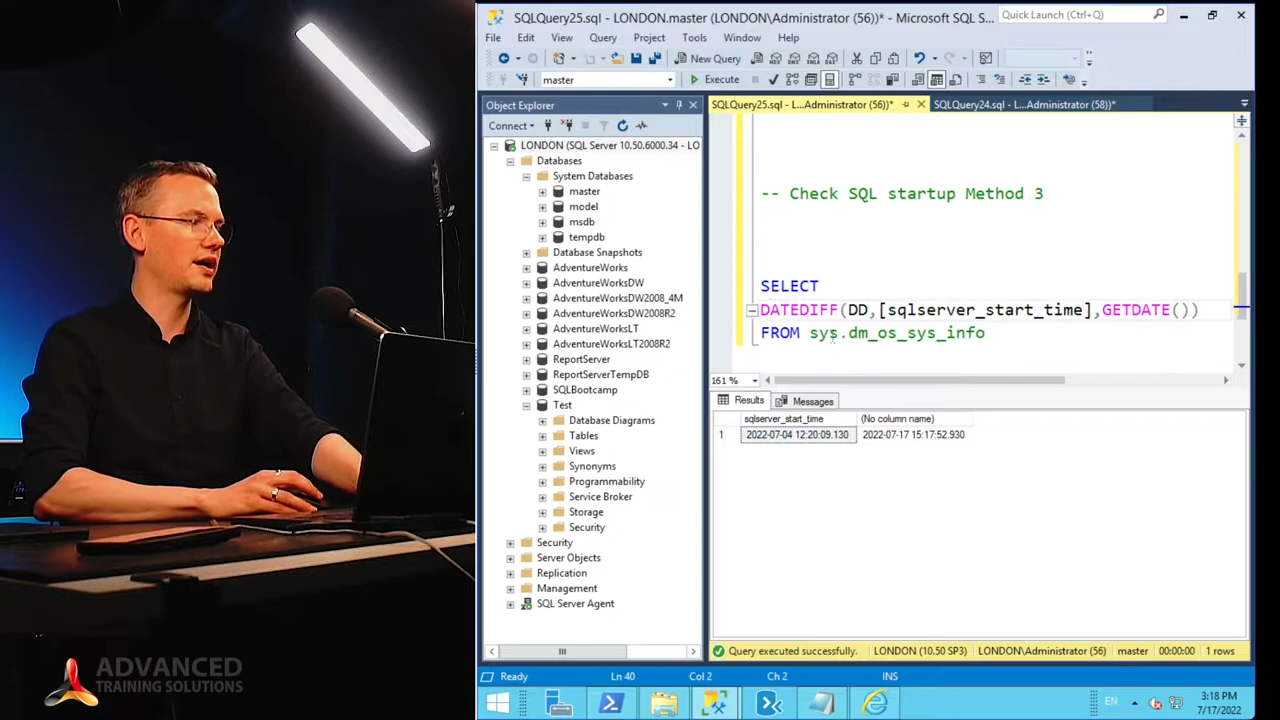 SQLQuery25.sql - LONDON.master (LONDON\Administrator (56))* - Microsoft SQL S...
Quick Launch (Ctrl+Q)
File Edit View Query Project Tools Window Help
New Query
master
Execute
Object Explorer
SQLQuery25.sql - L...Administrator (56))*
SQLQuery24.sql - L...Administrator (58))*
Connect
LONDON (SQL Server 10.50.6000.34 - LO
Databases
System Databases
master
model
msdb
tempdb
Database Snapshots
AdventureWorks
AdventureWorksDW
AdventureWorksDW2008_4M
AdventureWorksDW2008R2
AdventureWorksLT
AdventureWorksLT2008R2
ReportServer
ReportServerTempDB
SQLBootcamp
Test
Database Diagrams
Tables
Views
Synonyms
Programmability
Service Broker
Storage
Security
Security
Server Objects
Replication
Management
SQL Server Agent
-- Check SQL startup Method 3
SELECT
DATEDIFF(DD,[sqlserver_start_time],GETDATE())
FROM sys.dm_os_sys_info
161 %
Results Messages
sqlserver_start_time (No column name)
1 2022-07-04 12:20:09.130 2022-07-17 15:17:52.930
Query executed successfully. LONDON (10.50 SP3) LONDON\Administrator (56) master 00:00:00 1 rows
Ready Ln 40 Col 2 Ch 2 INS
EN
3:18 PM
7/17/2022
ADVANCED
TRAINING SOLUTIONS